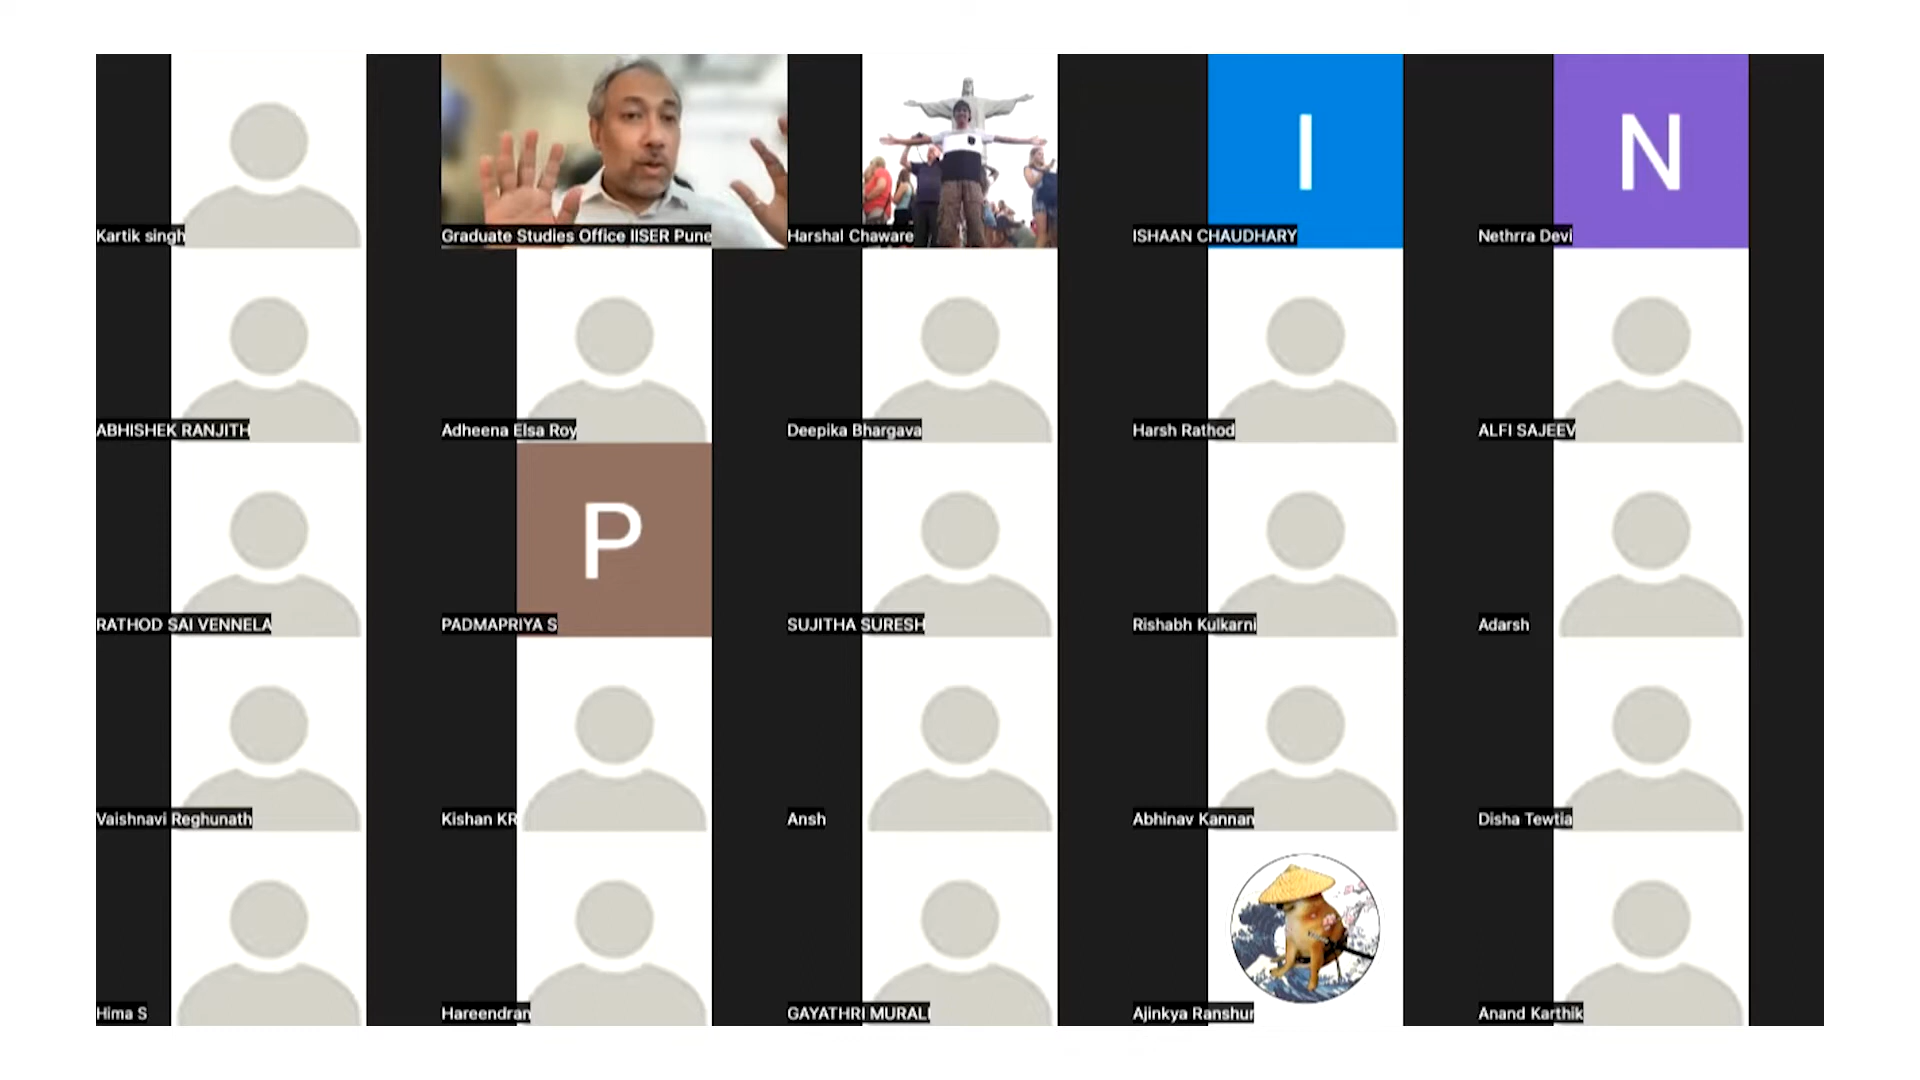 I
N
Kartik singh
Graduate Studies Office IISER Pune
Harshal Chaware
ISHAAN CHAUDHARY
Nethrra Devi
ABHISHEK RANJITH
Adheena Elsa Roy
Deepika Bhargava
Harsh Rathod
ALFI SAJEEV
P
RATHOD SAI VENNELA
PADMAPRIYA S
SUJITHA SURESH
Rishabh Kulkarni
Adarsh
Vaishnavi Reghunath
Kishan KR
Ansh
Abhinav Kannan
Disha Tewtia
Hima S
Hareendran
GAYATHRI MURALI
Ajinkya Ranshur
Anand Karthik